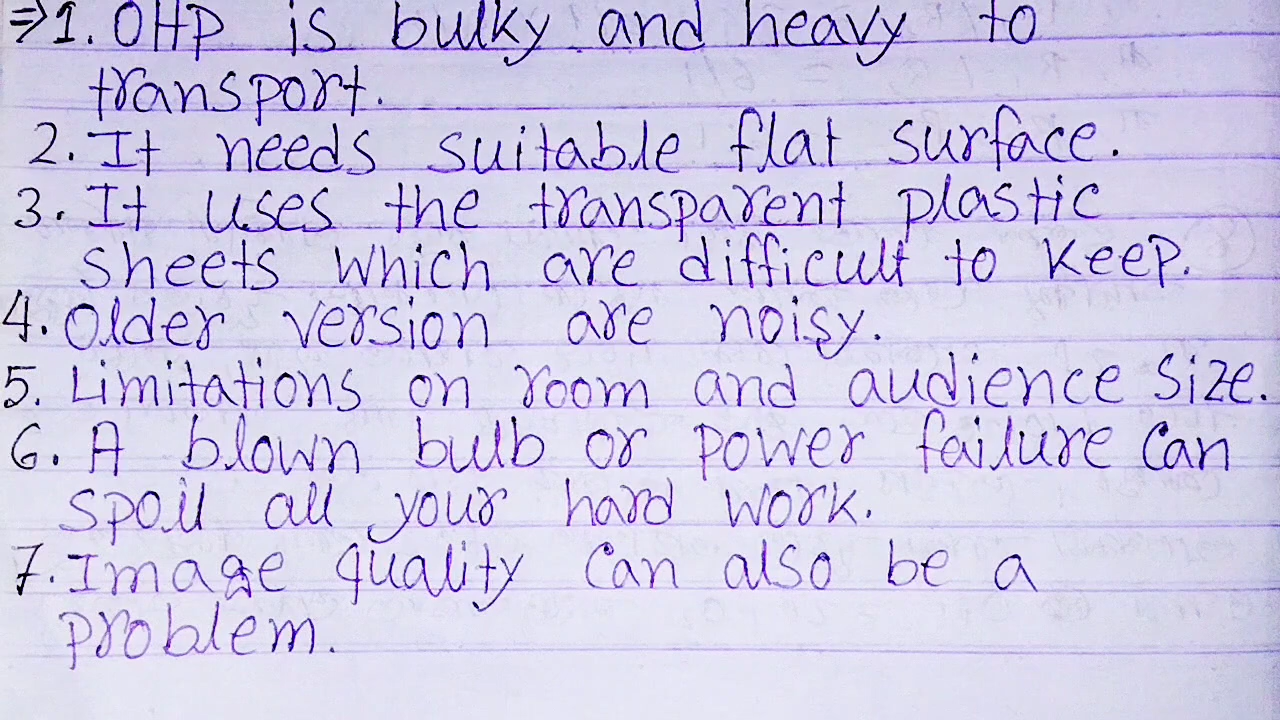 ⇒1. OHP is bulky and heavy to
transport.
2. It needs suitable flat surface.
3. It uses the transparent plastic
sheets which are difficult to keep.
4. Older version are noisy.
5. Limitations on room and audience size.
6. A blown bulb or power failure can
spoil all your hard work.
7. Image quality can also be a
problem.